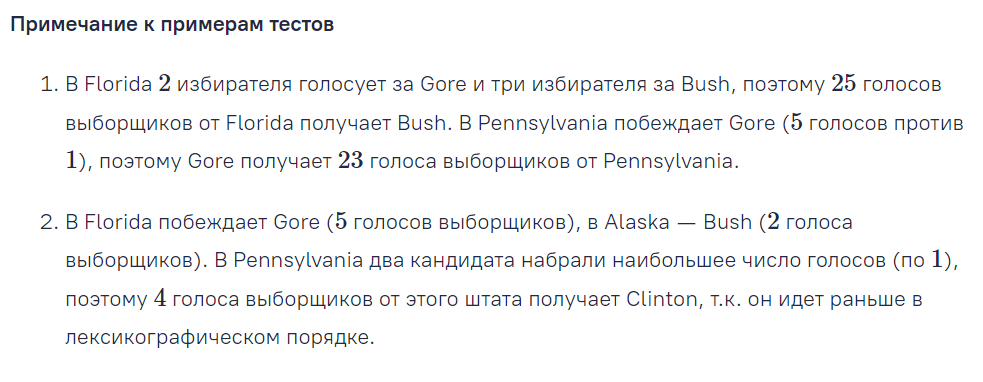 Примечание к примерам тестов
1. В Florida 2 избирателя голосует за Gore и три избирателя за Bush, поэтому 25 голосов
выборщиков от Florida получает Bush. В Pennsylvania побеждает Gore (5 голосов против
1), поэтому Gore получает 23 голоса выборщиков от Pennsylvania.
2. В Florida побеждает Gore (5 голосов выборщиков), в Alaska — Bush (2 голоса
выборщиков). В Pennsylvania два кандидата набрали наибольшее число голосов (по 1),
поэтому 4 голоса выборщиков от этого штата получает Clinton, т.к. он идет раньше в
лексикографическом порядке.